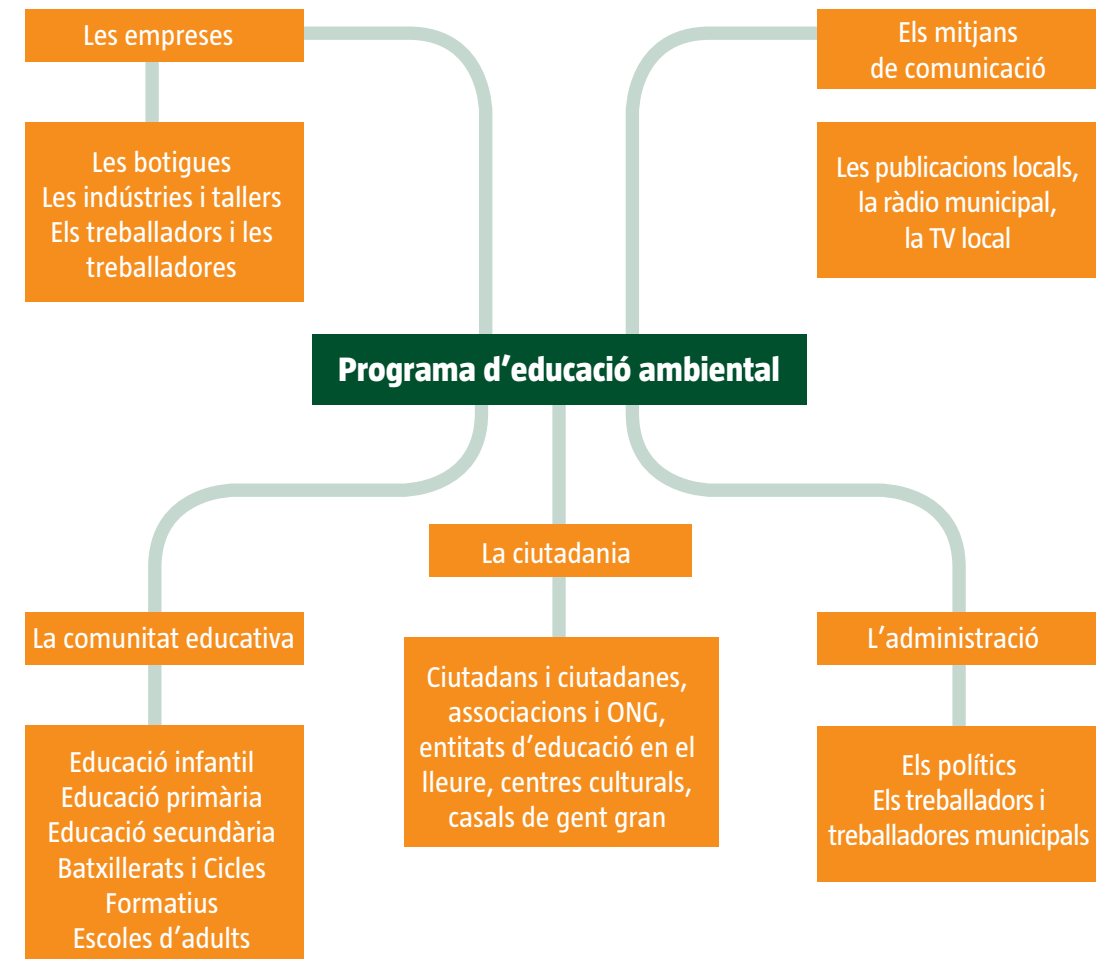 Les empreses
Les botigues
Les indústries i tallers
Els treballadors i les
treballadores
Els mitjans
de comunicació
Les publicacions locals,
la ràdio municipal,
la TV local
Programa d’educació ambiental
La comunitat educativa
Educació infantil
Educació primària
Educació secundària
Batxillerats i Cicles
Formatius
Escoles d’adults
La ciutadania
Ciutadans i ciutadanes,
associacions i ONG,
entitats d’educació en el
lleure, centres culturals,
casals de gent gran
L’administració
Els polítics
Els treballadors i
treballadores municipals